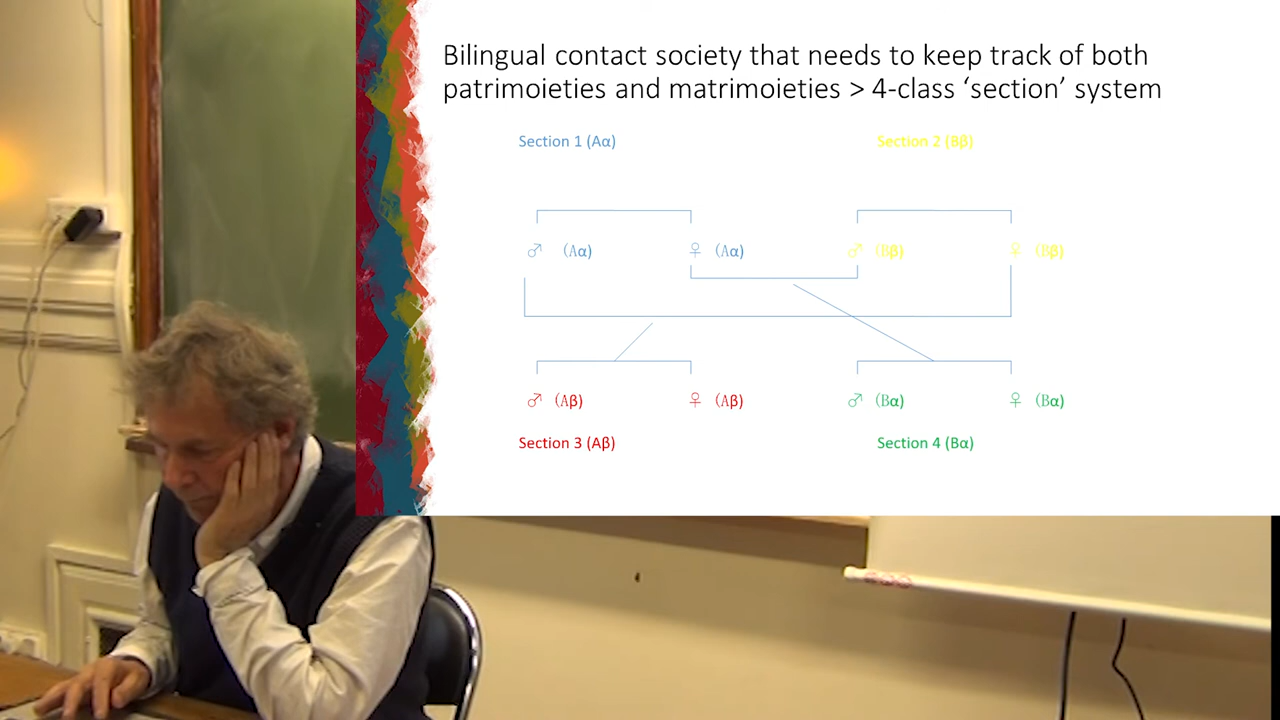 Bilingual contact society that needs to keep track of both
patrimoieties and matrimoieties > 4-class ‘section’ system
Section 1 (Aα) Section 2 (Bβ)
♂ (Aα) ♀ (Aα) ♂ (Bβ) ♀ (Bβ)
♂ (Aβ) ♀ (Aβ) ♂ (Bα) ♀ (Bα)
Section 3 (Aβ) Section 4 (Bα)